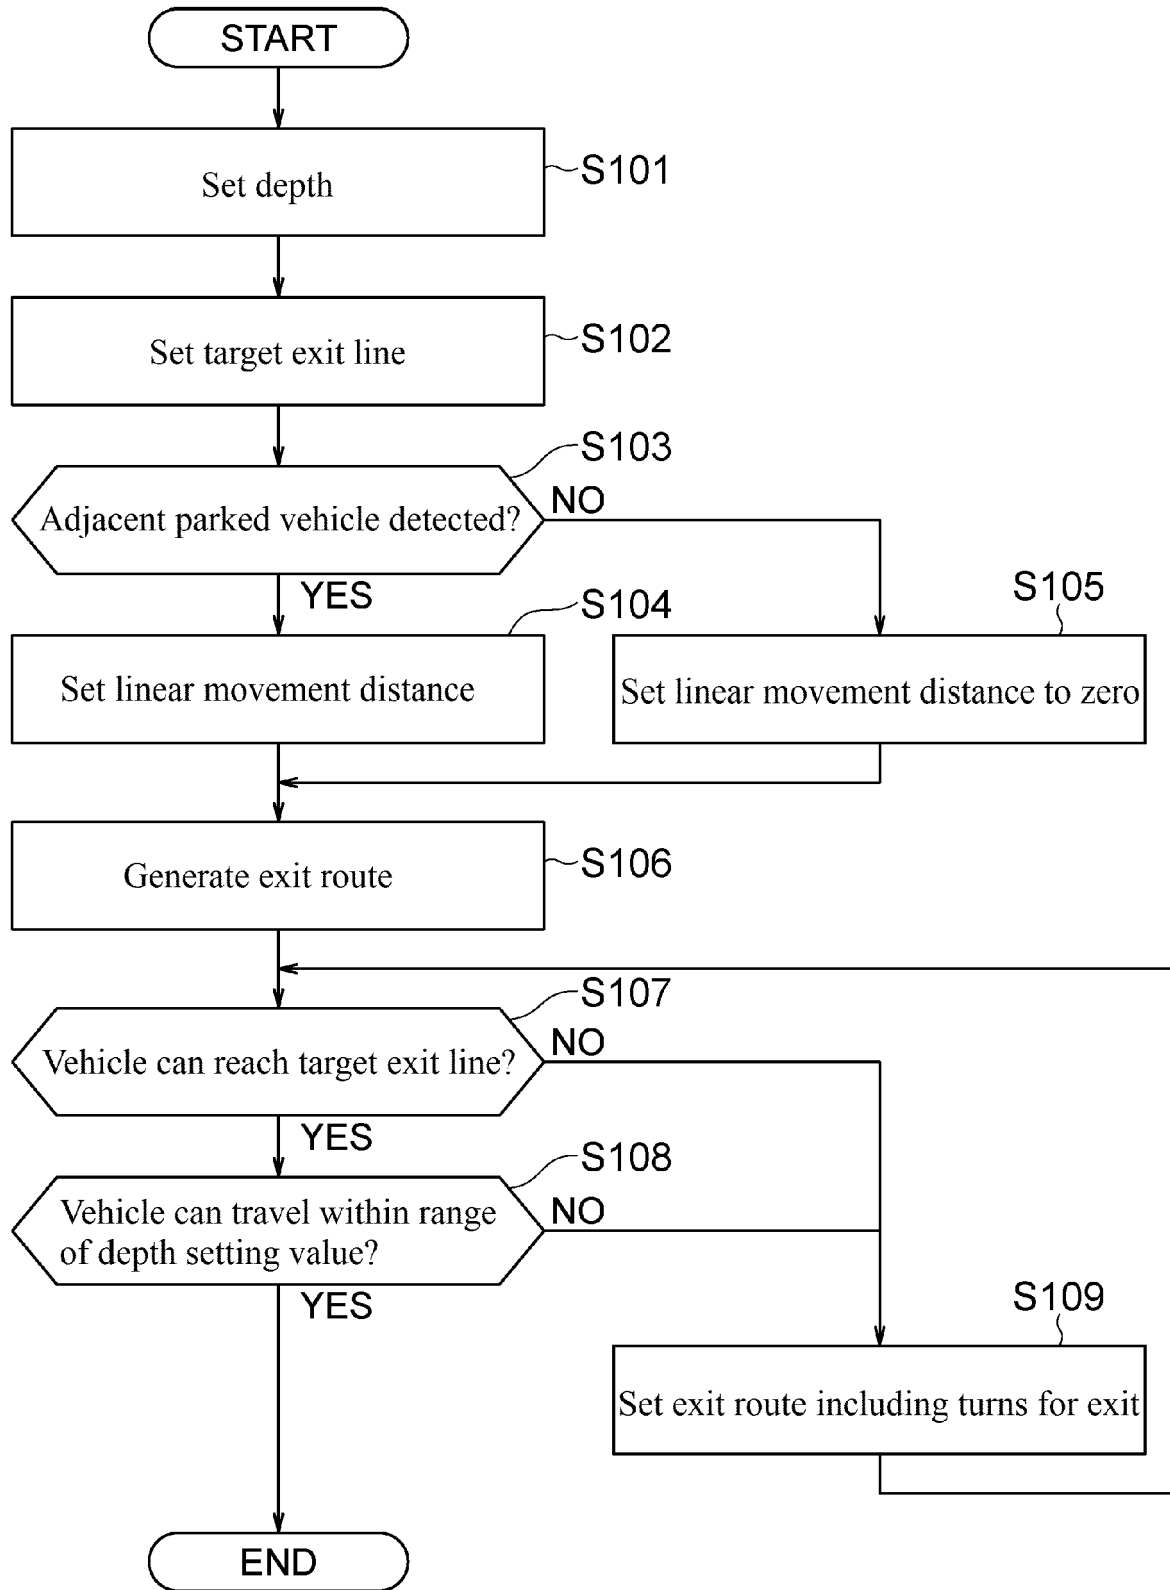 START
Set depth
S101
Set target exit line
S102
Adjacent parked vehicle detected?
S103
NO
YES
Set linear movement distance
S104
Set linear movement distance to zero
S105
Generate exit route
S106
Vehicle can reach target exit line?
S107
NO
YES
Vehicle can travel within range
of depth setting value?
S108
NO
YES
Set exit route including turns for exit
S109
END